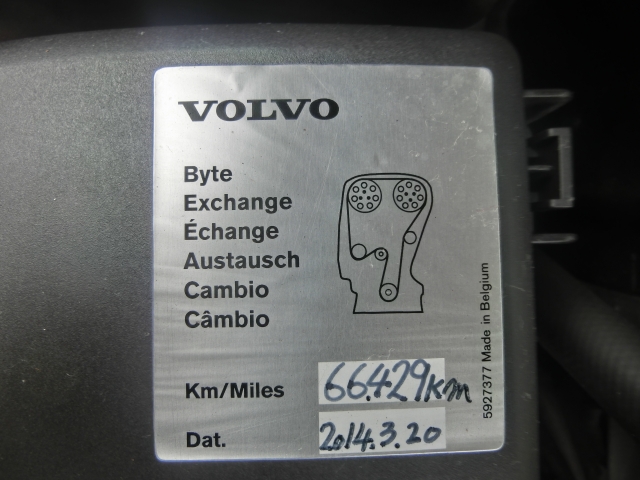 VOLVO
Byte
Exchange
Échange
Austausch
Cambio
Câmbio
Km/Miles 66.429Km
Dat. 2014.3.20
5927377 Made in Belgium